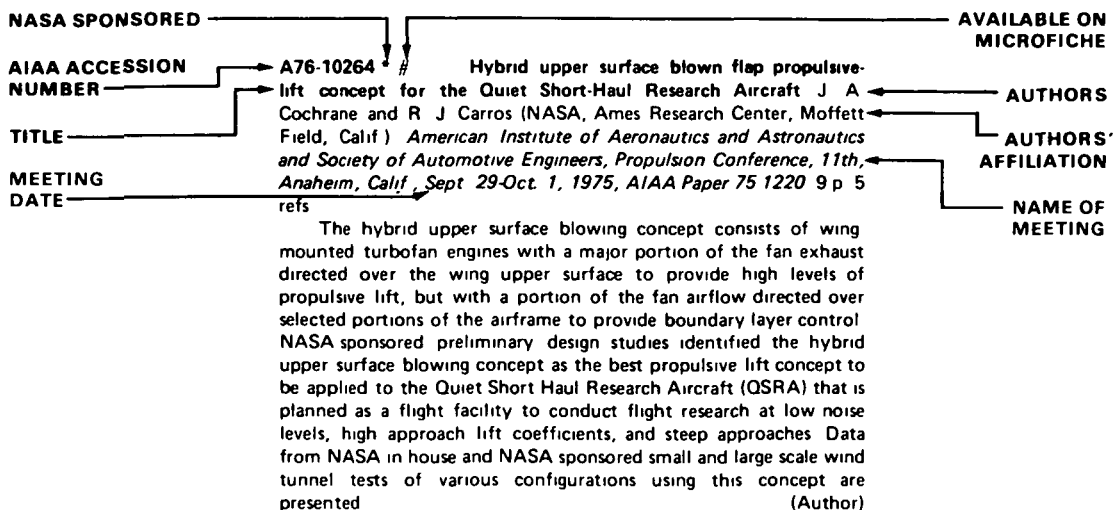 NASA SPONSORED
AVAILABLE ON
MICROFICHE
AIAA ACCESSION
NUMBER
A76-10264 * # Hybrid upper surface blown flap propulsive-
lift concept for the Quiet Short-Haul Research Aircraft J A
AUTHORS
TITLE
Cochrane and R J Carros (NASA, Ames Research Center, Moffett
Field, Calif ) American Institute of Aeronautics and Astronautics
AUTHORS'
AFFILIATION
and Society of Automotive Engineers, Propulsion Conference, 11th,
MEETING
DATE
Anaheim, Calif , Sept 29-Oct. 1, 1975, AIAA Paper 75 1220 9 p 5
refs
NAME OF
MEETING
The hybrid upper surface blowing concept consists of wing
mounted turbofan engines with a major portion of the fan exhaust
directed over the wing upper surface to provide high levels of
propulsive lift, but with a portion of the fan airflow directed over
selected portions of the airframe to provide boundary layer control
NASA sponsored preliminary design studies identified the hybrid
upper surface blowing concept as the best propulsive lift concept to
be applied to the Quiet Short Haul Research Aircraft (QSRA) that is
planned as a flight facility to conduct flight research at low noise
levels, high approach lift coefficients, and steep approaches Data
from NASA in house and NASA sponsored small and large scale wind
tunnel tests of various configurations using this concept are
presented (Author)